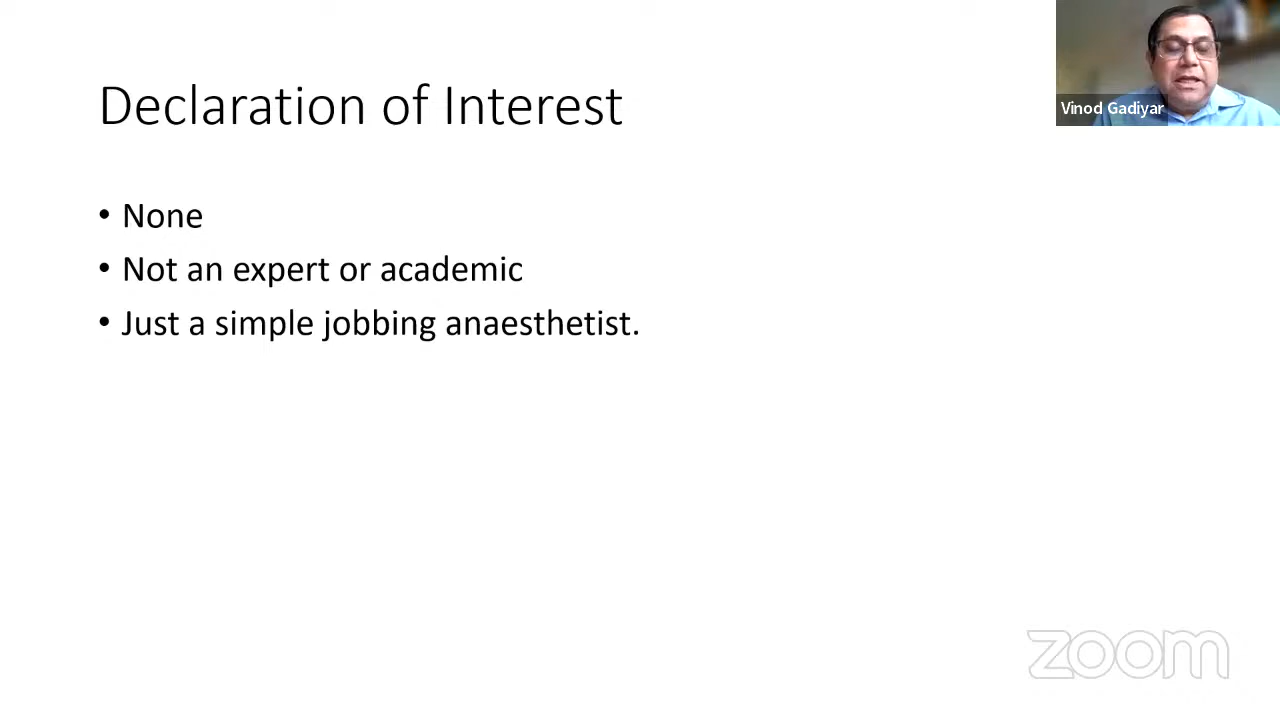 Declaration of Interest
Vinod Gadiyar
• None
• Not an expert or academic
• Just a simple jobbing anaesthetist.
zoom